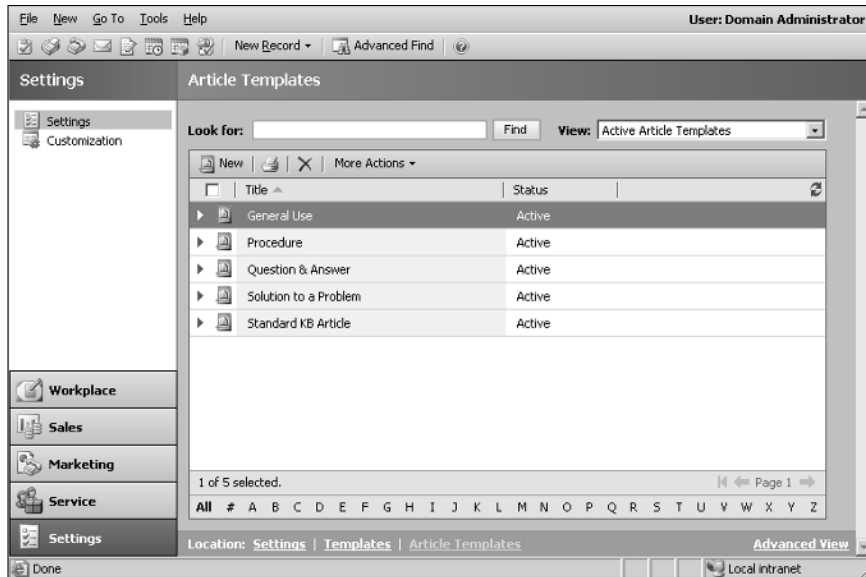 File New Go To Tools Help User: Domain Administrator
New Record Advanced Find
Settings Article Templates
Settings
Customization
Look for: Find View: Active Article Templates
New More Actions
Title Status
General Use Active
Procedure Active
Question & Answer Active
Solution to a Problem Active
Standard KB Article Active
Workplace
Sales
Marketing
Service
Settings
1 of 5 selected. Page 1
All # A B C D E F G H I J K L M N O P Q R S T U V W X Y Z
Location: Settings | Templates | Article Templates Advanced View
Done Local intranet